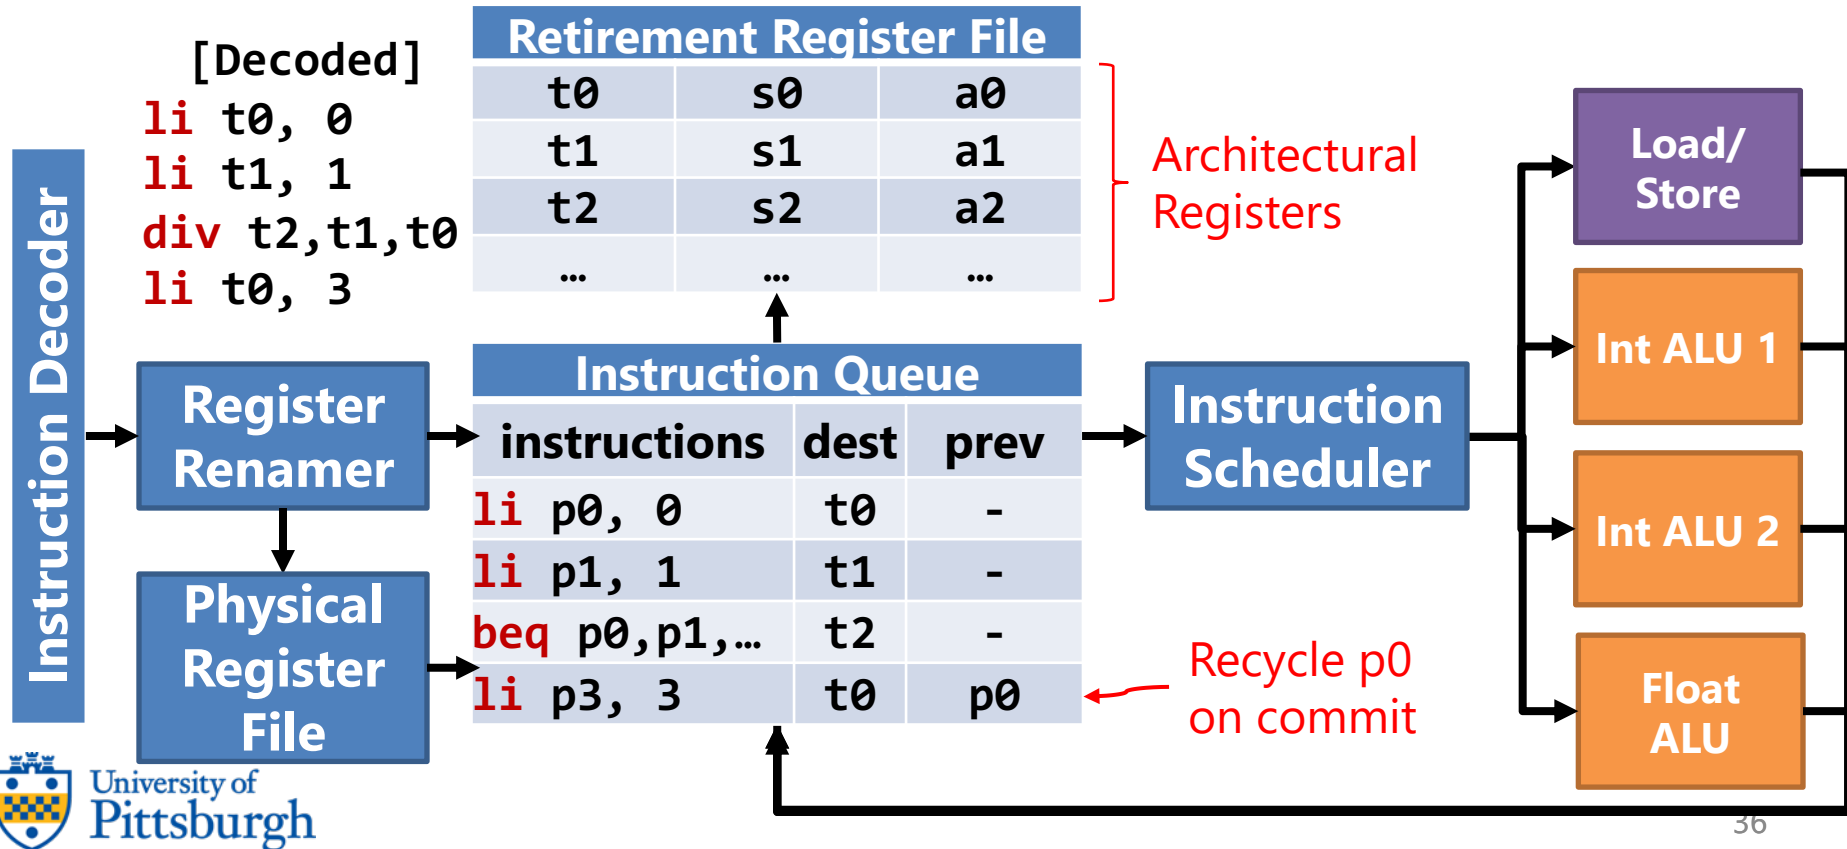 [Decoded]
li t0, 0
li t1, 1
div t2,t1,t0
li t0, 3
Instruction Decoder
Retirement Register File
t0 s0 a0
t1 s1 a1
t2 s2 a2
… … …
Architectural
Registers
Register
Renamer
Physical
Register
File
Instruction Queue
instructions dest prev
li p0, 0 t0 -
li p1, 1 t1 -
beq p0,p1,… t2 -
li p3, 3 t0 p0
Recycle p0
on commit
Instruction
Scheduler
Load/
Store
Int ALU 1
Int ALU 2
Float
ALU
University of
Pittsburgh
36